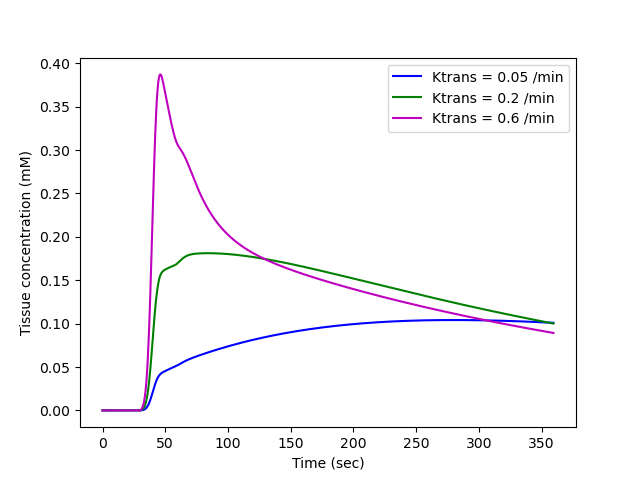 0.40
0.35
0.30
0.25
0.20
0.15
0.10
0.05
0.00
Tissue concentration (mM)
Ktrans = 0.05 /min
Ktrans = 0.2 /min
Ktrans = 0.6 /min
0 50 100 150 200 250 300 350
Time (sec)